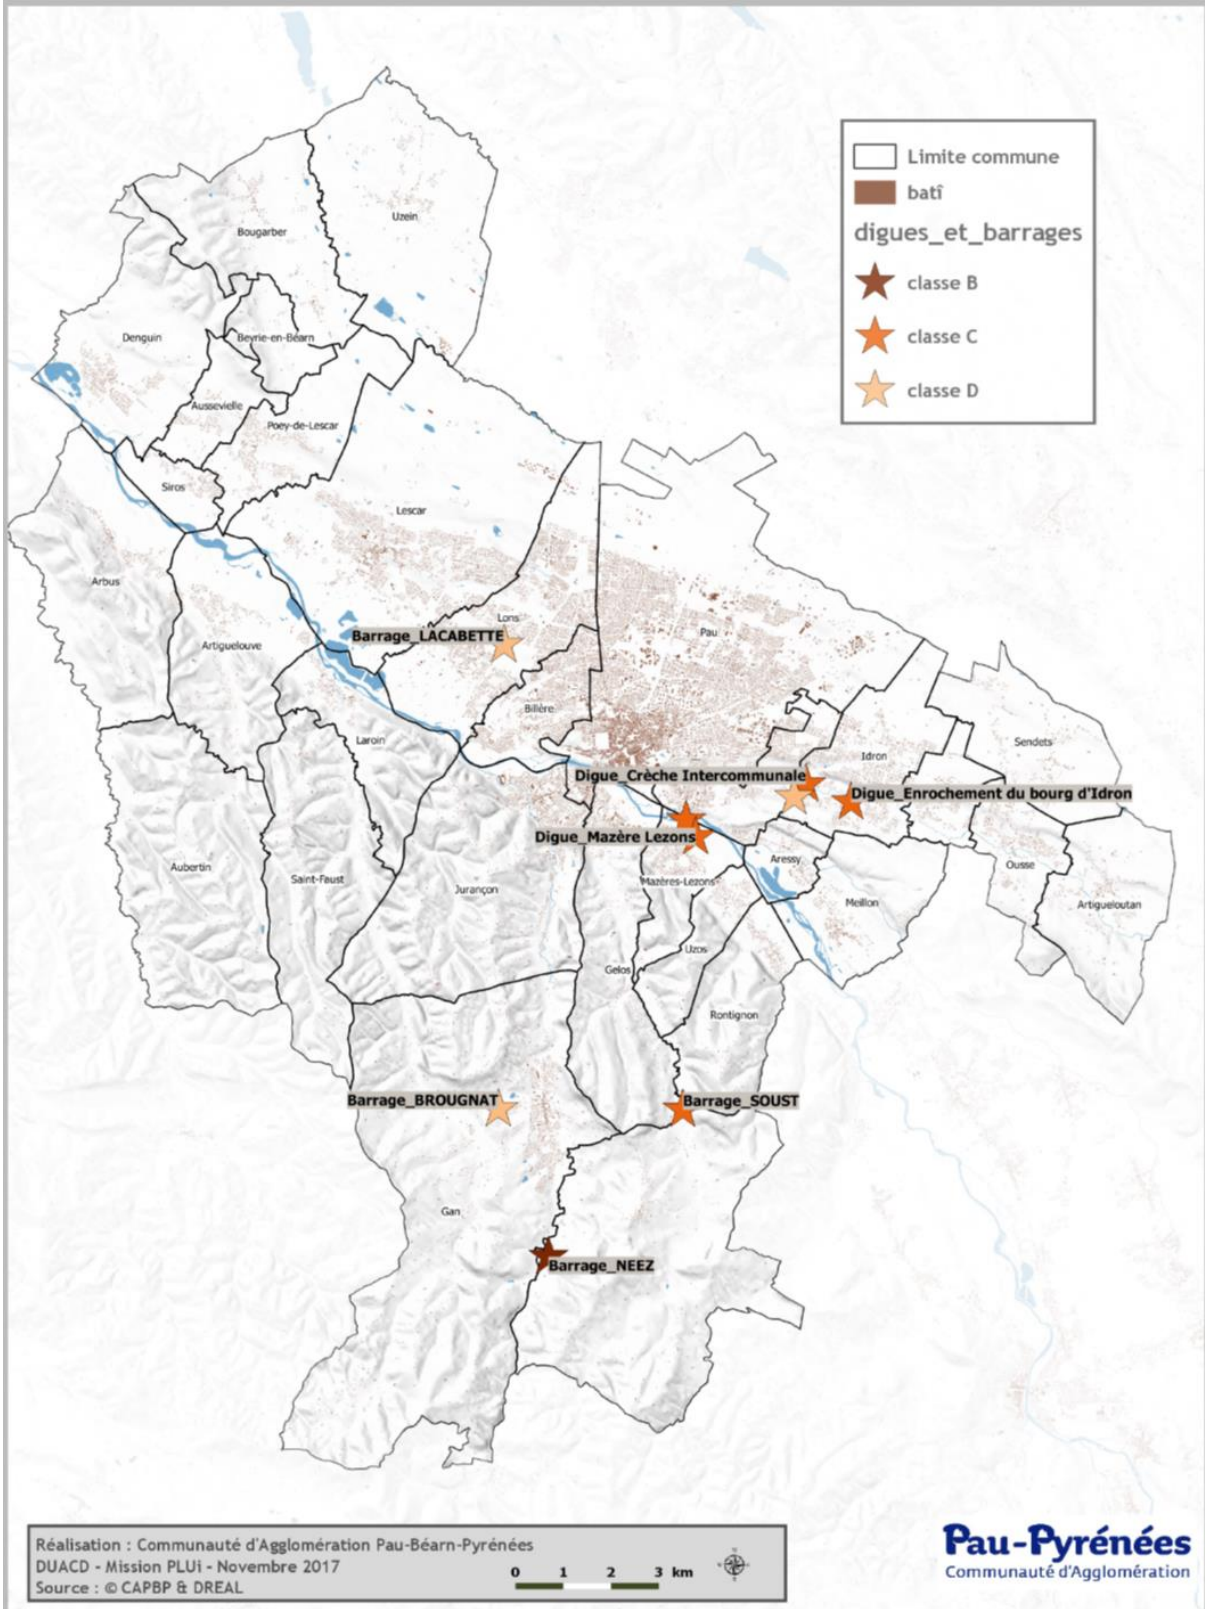 Limite commune
batî
digues_et_barrages
classe B
classe C
classe D
Uzein
Bougarber
Denguin
Beyrie-en-Béarn
Aussevielle
Poey-de-Lescar
Siros
Lescar
Arbus
Lons
Barrage_LACABETTE
Pau
Artiguelouve
Billère
Laroin
Sendets
Idron
Digue_Crèche Intercommunale
Digue_Enrochement du bourg d'Idron
Digue_Mazère Lezons
Aressy
Ousse
Aubertin
Saint-Faust
Jurançon
Mazères-Lezons
Meillon
Artigueloutan
Uzos
Gelos
Rontignon
Barrage_BROUGNAT
Barrage_SOUST
Gan
Barrage_NEEZ
Réalisation : Communauté d'Agglomération Pau-Béarn-Pyrénées
DUACD - Mission PLUi - Novembre 2017
Source : © CAPBP & DREAL
0 1 2 3 km
Pau-Pyrénées
Communauté d'Agglomération